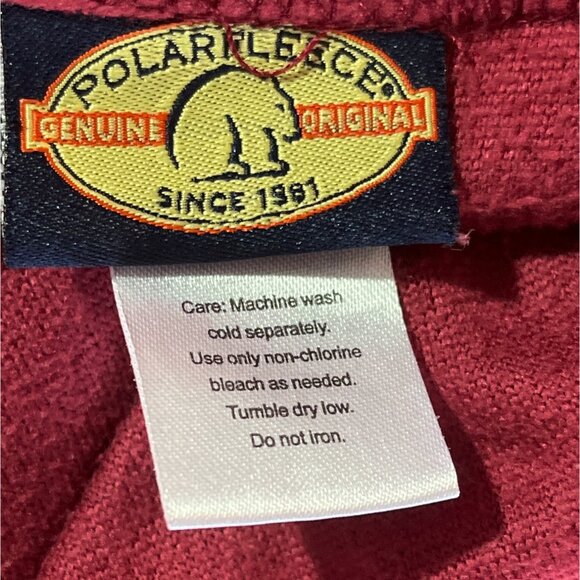 POLARFLEECE®
GENUINE ORIGINAL
SINCE 1981
Care: Machine wash
cold separately.
Use only non-chlorine
bleach as needed.
Tumble dry low.
Do not iron.